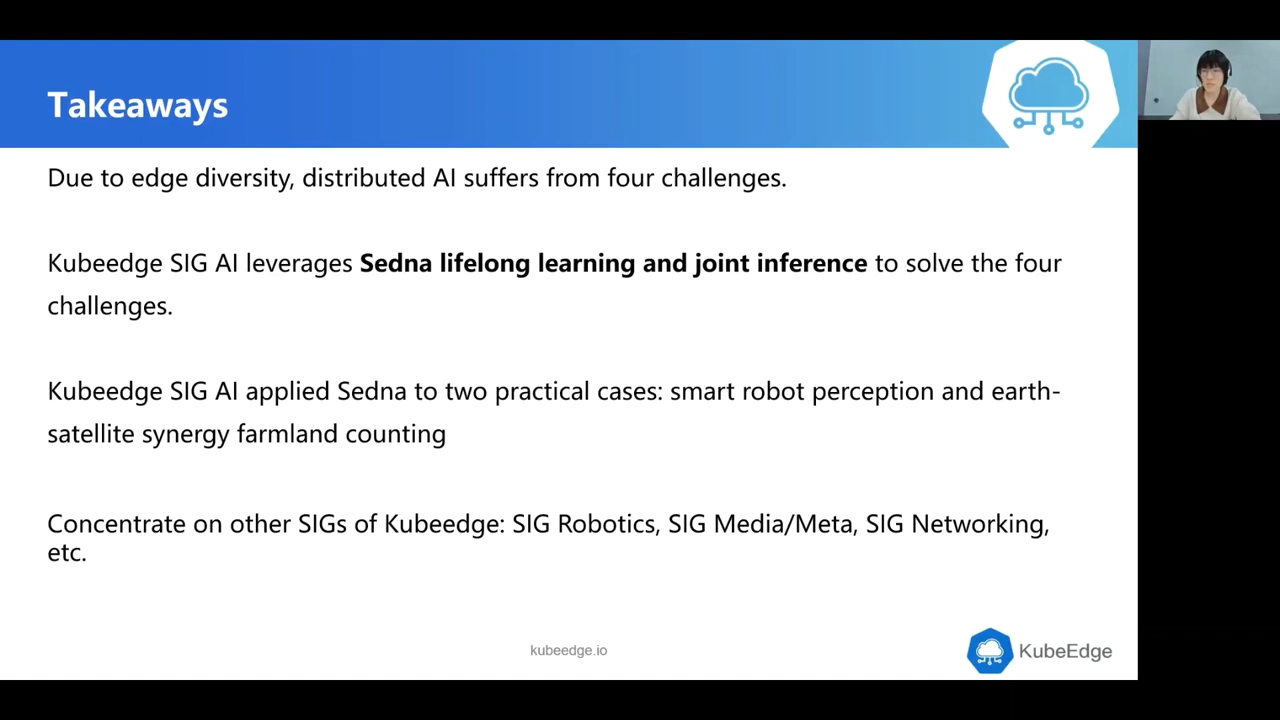 Takeaways
Due to edge diversity, distributed AI suffers from four challenges.
Kubeedge SIG AI leverages Sedna lifelong learning and joint inference to solve the four
challenges.
Kubeedge SIG AI applied Sedna to two practical cases: smart robot perception and earth-
satellite synergy farmland counting
Concentrate on other SIGs of Kubeedge: SIG Robotics, SIG Media/Meta, SIG Networking,
etc.
kubeedge.io
KubeEdge